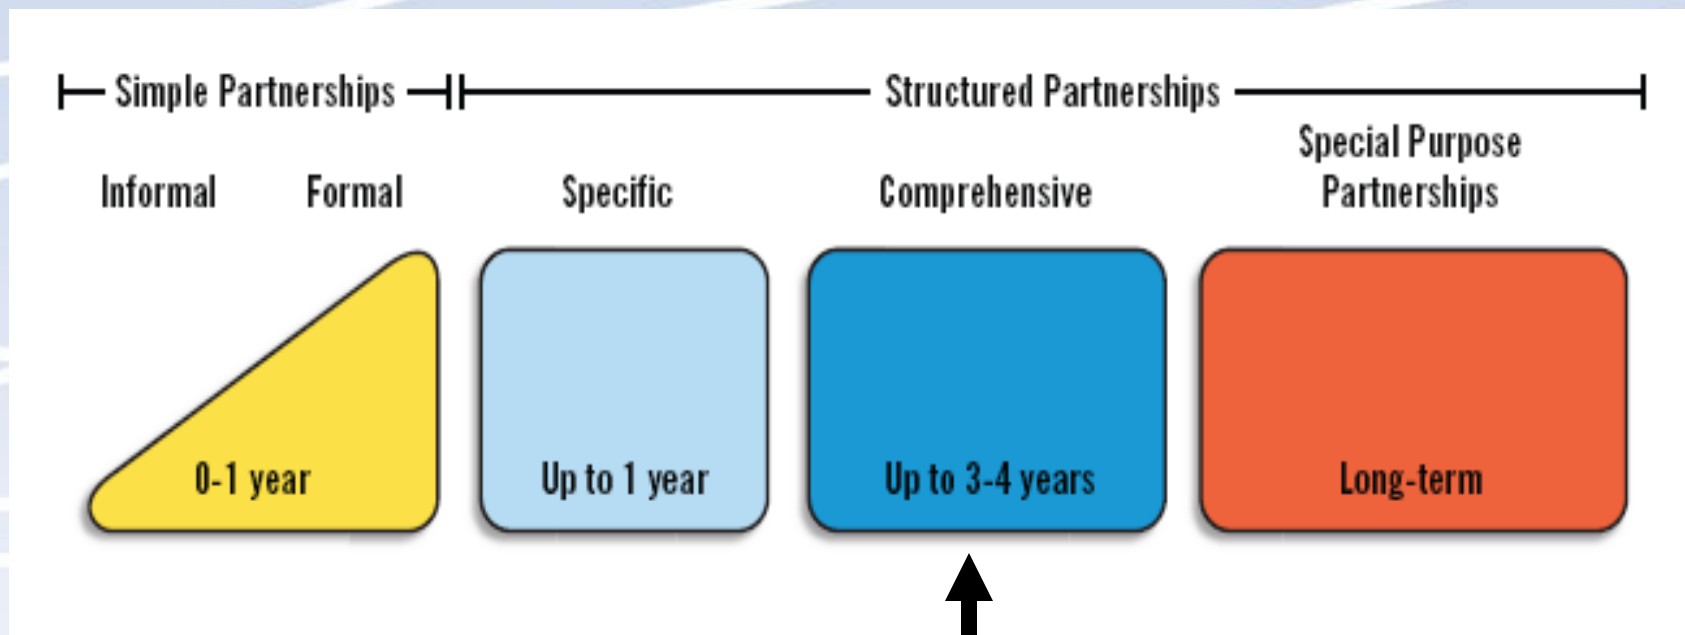 Simple Partnerships
Structured Partnerships
Informal
Formal
Specific
Comprehensive
Special Purpose
Partnerships
0-1 year
Up to 1 year
Up to 3-4 years
Long-term